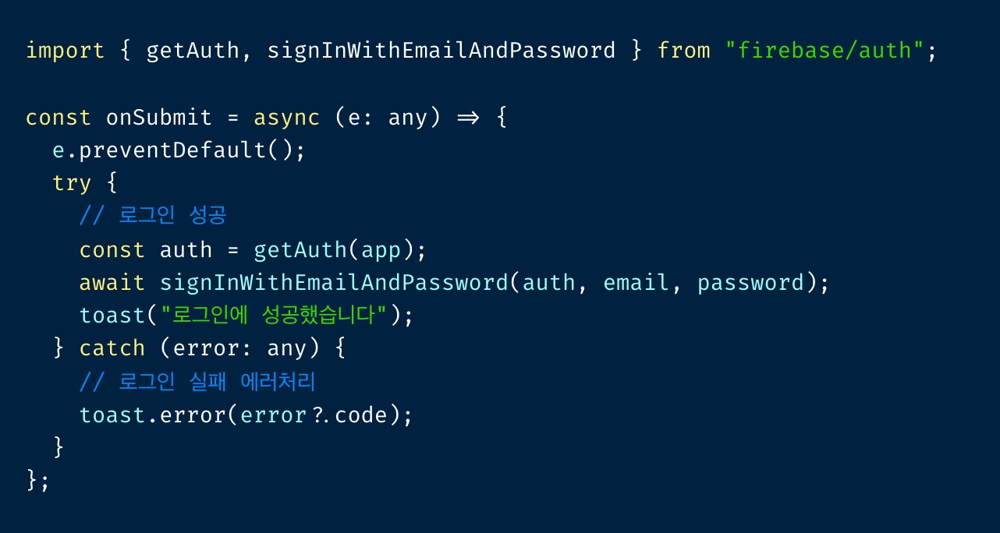 import { getAuth, signInWithEmailAndPassword } from "firebase/auth";
const onSubmit = async (e: any) => {
e.preventDefault();
try {
// 로그인 성공
const auth = getAuth(app);
await signInWithEmailAndPassword(auth, email, password);
toast("로그인에 성공했습니다");
} catch (error: any) {
// 로그인 실패 에러처리
toast.error(error?.code);
}
};